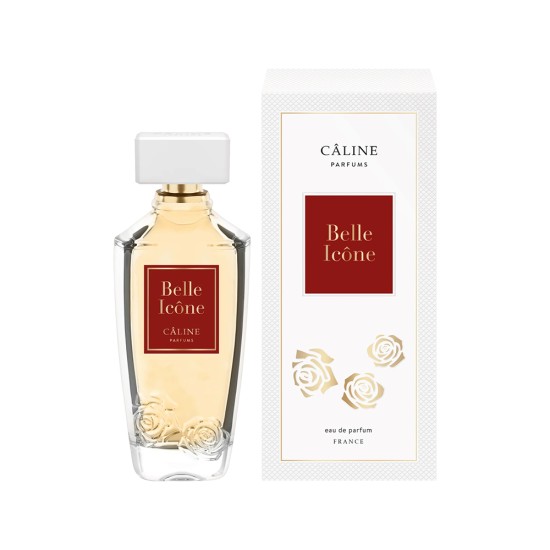 Belle
Icône
CÂLINE
PARFUMS
CÂLINE
PARFUMS
Belle
Icône
eau de parfum
FRANCE